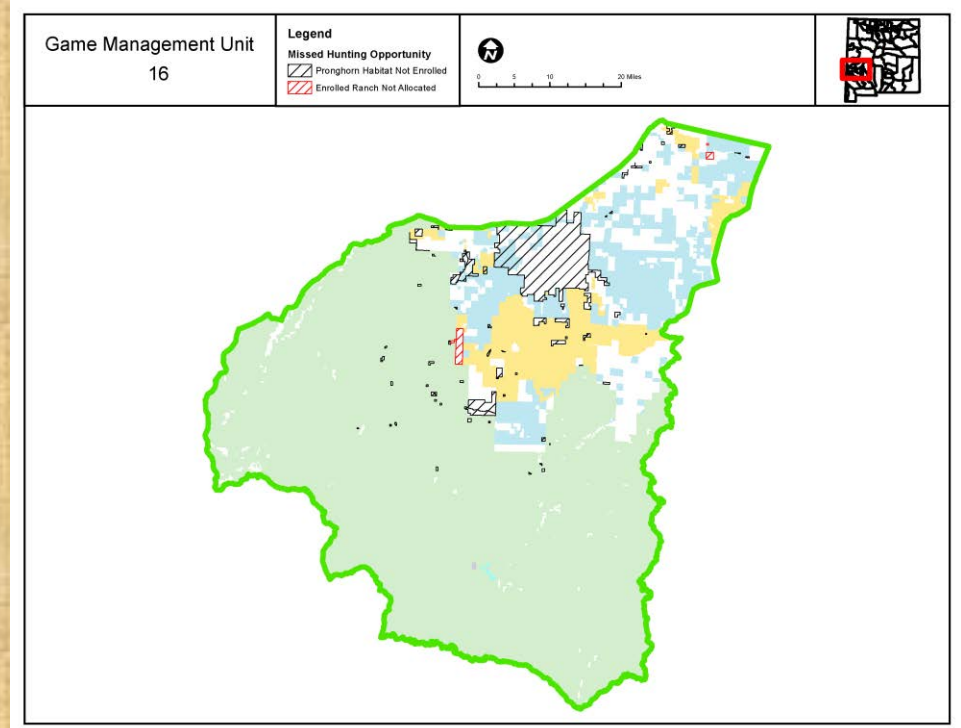 Game Management Unit
16
Legend
Missed Hunting Opportunity
Pronghorn Habitat Not Enrolled
Enrolled Ranch Not Allocated
N
0 5 10 20 Miles